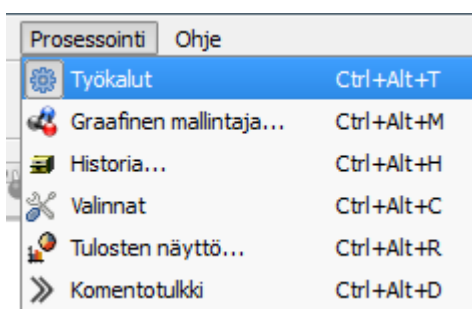 Prosessointi Ohje
Työkalut Ctrl+Alt+T
Graafinen mallintaja... Ctrl+Alt+M
Historia... Ctrl+Alt+H
Valinnat Ctrl+Alt+C
Tulosten näyttö... Ctrl+Alt+R
Komentotulkki Ctrl+Alt+D